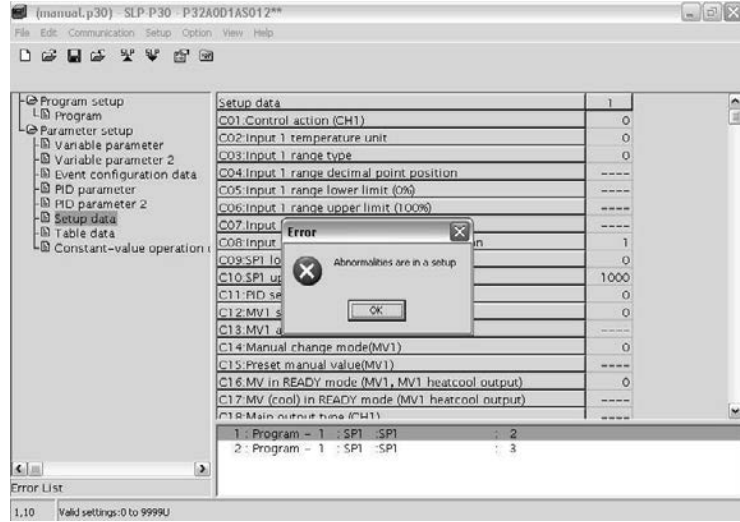 (manual.p30) - SLP-P30 - P32A0D1AS012**
File Edit Communication Setup Option View Help
Program setup
Program
Parameter setup
Variable parameter
Variable parameter 2
Event configuration data
PID parameter
PID parameter 2
Setup data
Table data
Constant-value operation
Setup data 1
C01:Control action (CH1) 0
C02:Input 1 temperature unit 0
C03:Input 1 range type 0
C04:Input 1 range decimal point position ----
C05:Input 1 range lower limit (0%) ----
C06:Input 1 range upper limit (100%) ----
C07:Input ----
C08:Input n 1
C09:SP1 lo 0
C10:SP1 up 1000
C11:PID se 0
C12:MV1 s 0
C13:MV1 a ----
C14:Manual change mode(MV1) 0
C15:Preset manual value(MV1) ----
C16:MV in READY mode (MV1, MV1 heatcool output) 0
C17:MV (cool) in READY mode (MV1 heatcool output) ----
C18:Main output type (CH1) ----
Error
Abnormalities are in a setup
OK
1 : Program - 1 : SP1 :SP1 : 2
2 : Program - 1 : SP1 :SP1 : 3
Error List
1,10 Valid settings:0 to 9999U